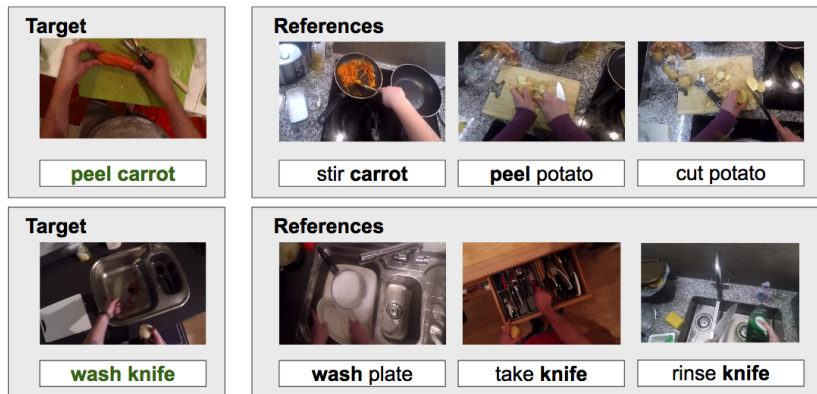 Target
References
peel carrot
stir carrot
peel potato
cut potato
Target
References
wash knife
wash plate
take knife
rinse knife